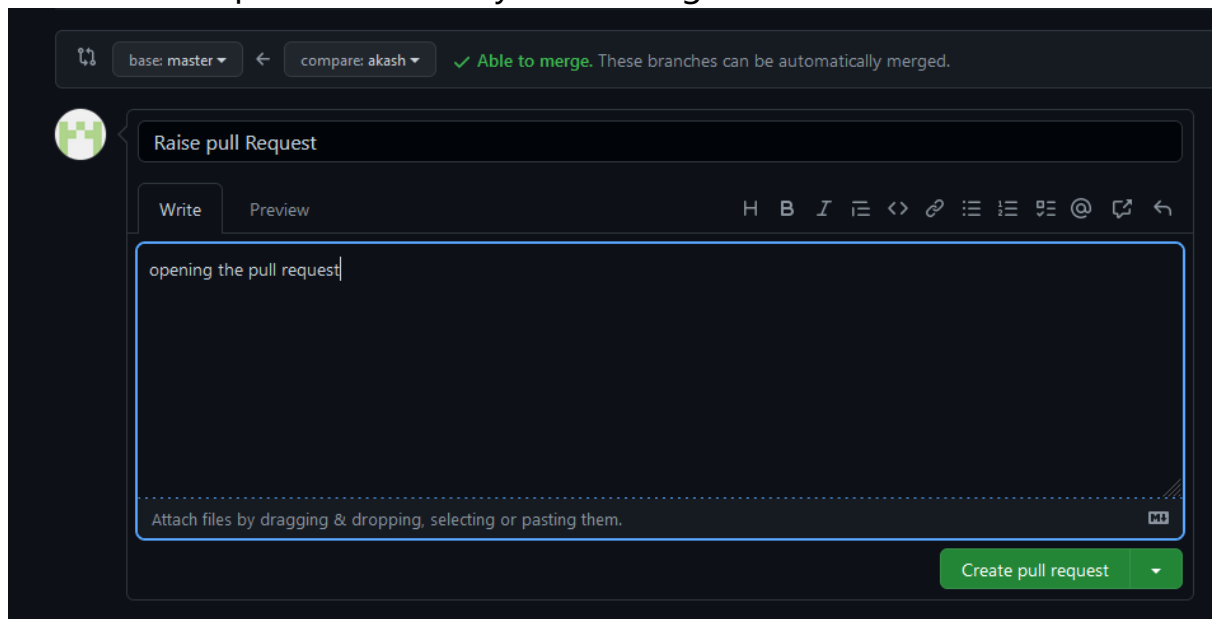 base: master ← compare: akash ✓ Able to merge. These branches can be automatically merged.
Raise pull Request
Write Preview H B I <> @
opening the pull request
Attach files by dragging & dropping, selecting or pasting them.
Create pull request